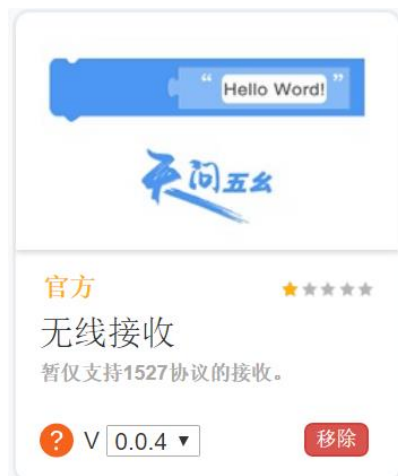 “ Hello Word! ”
天问五幺
官方
无线接收
暂仅支持1527协议的接收。
? V 0.0.4 ▼
移除